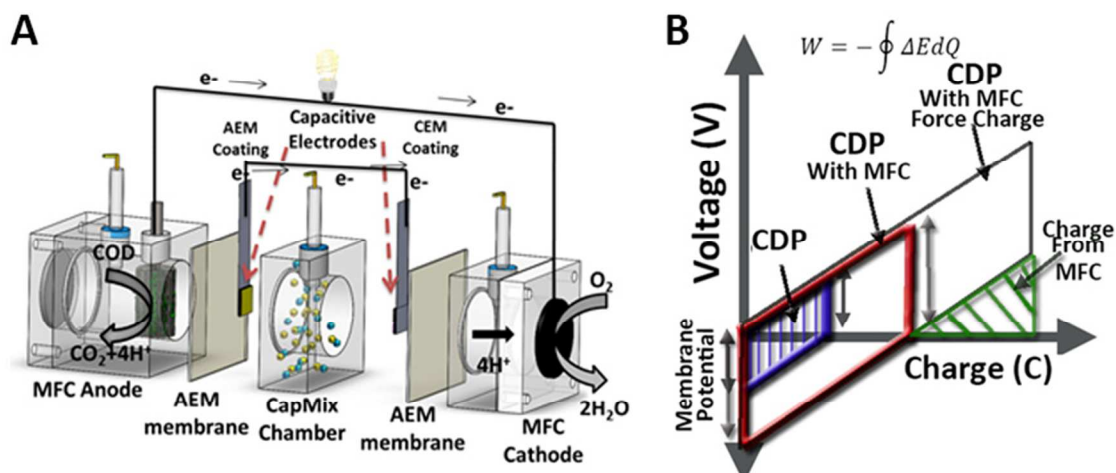 A
e-
e-
e-
Capacitive
Electrodes
AEM
Coating
CEM
Coating
e-
e-
e-
COD
CO2+4H+
MFC Anode
AEM
membrane
CapMix
Chamber
AEM
membrane
4H+
O2
2H2O
MFC
Cathode
B
W = −∮ΔEdQ
CDP
With MFC
Force Charge
CDP
With MFC
CDP
Charge
From
MFC
Voltage (V)
Membrane
Potential
Charge (C)